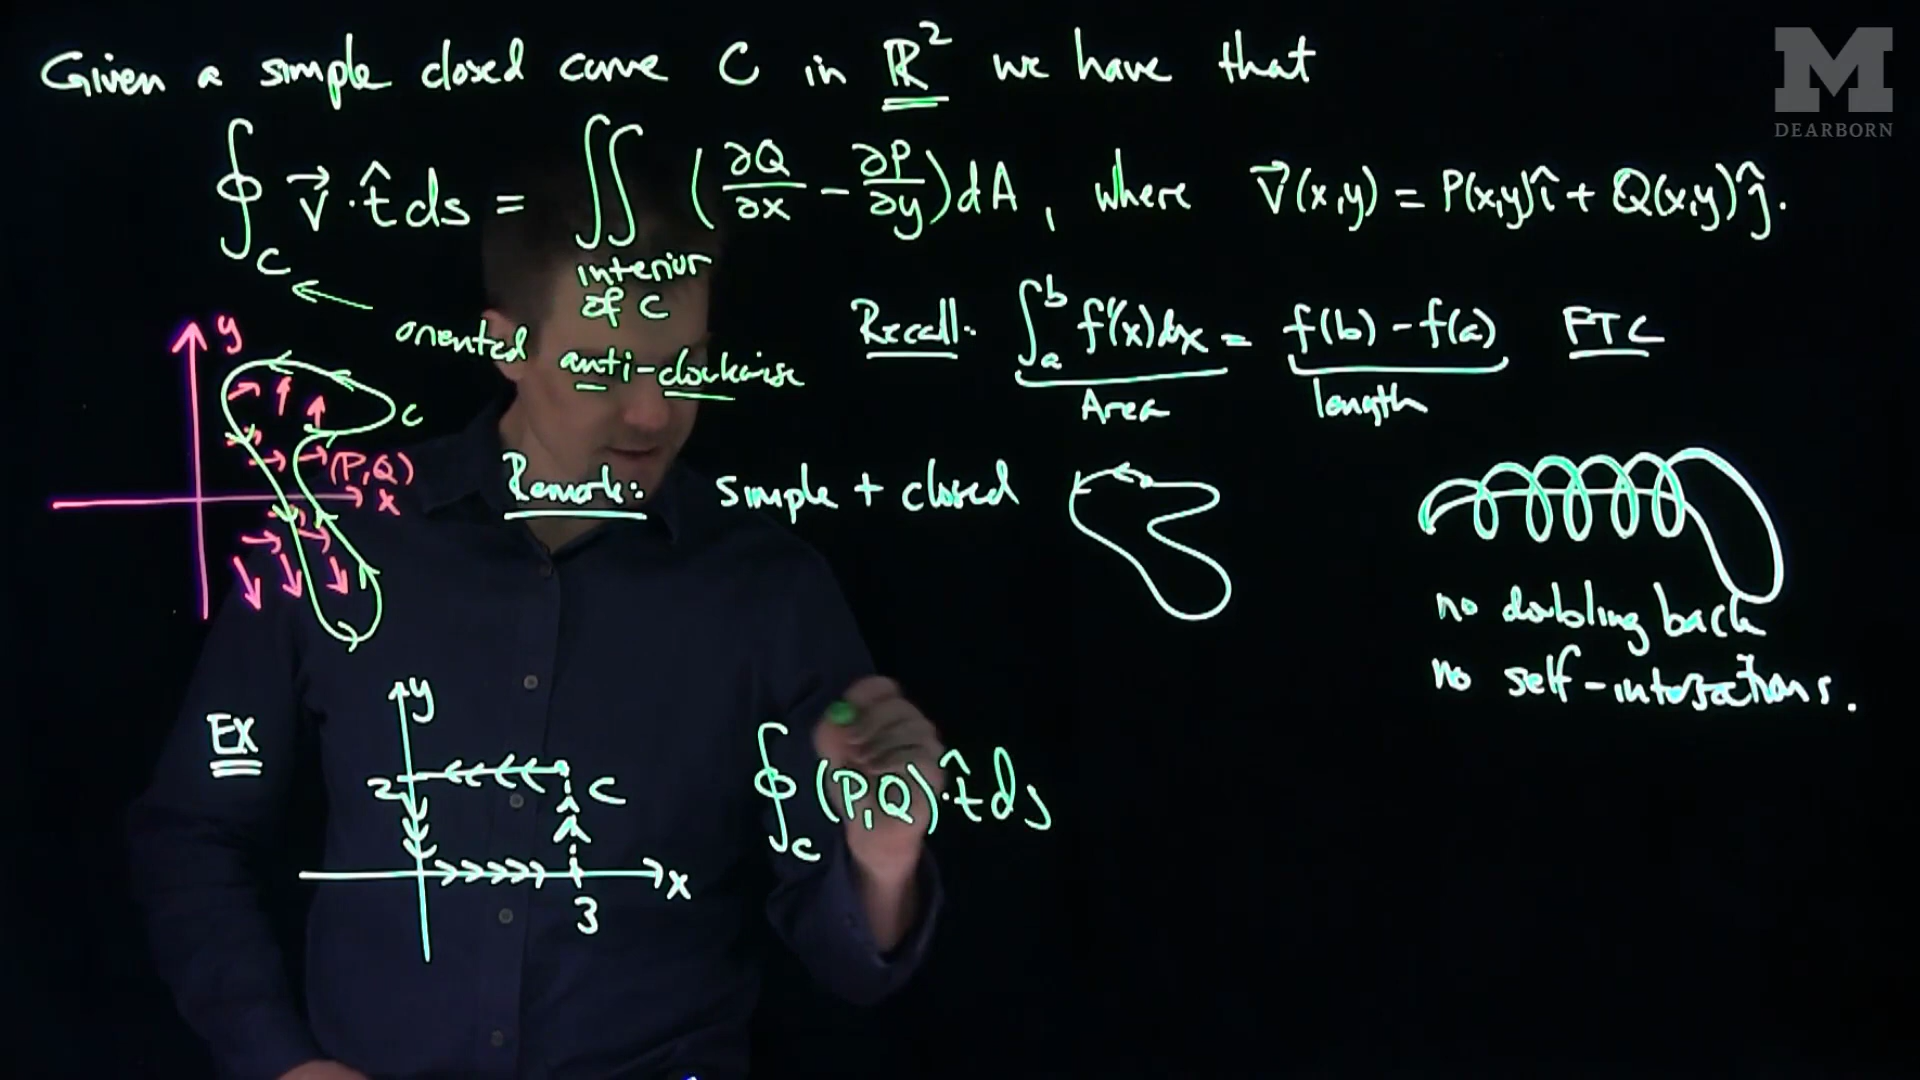 Given a simple closed curve C in ℝ² we have that
M
DEARBORN
∮_C v⃗·t̂ ds = ∬_{interior of C} (∂Q/∂x − ∂P/∂y) dA, where v⃗(x,y) = P(x,y)î + Q(x,y)ĵ.
oriented anti-clockwise
Recall: ∫_a^b f'(x)dx = f(b) - f(a) FTC
Area length
y
C
(P,Q)
x
Remark: simple + closed
no doubling back
no self-intersections.
EX
y
2
C
x
3
∮_C (P,Q)·t̂ ds